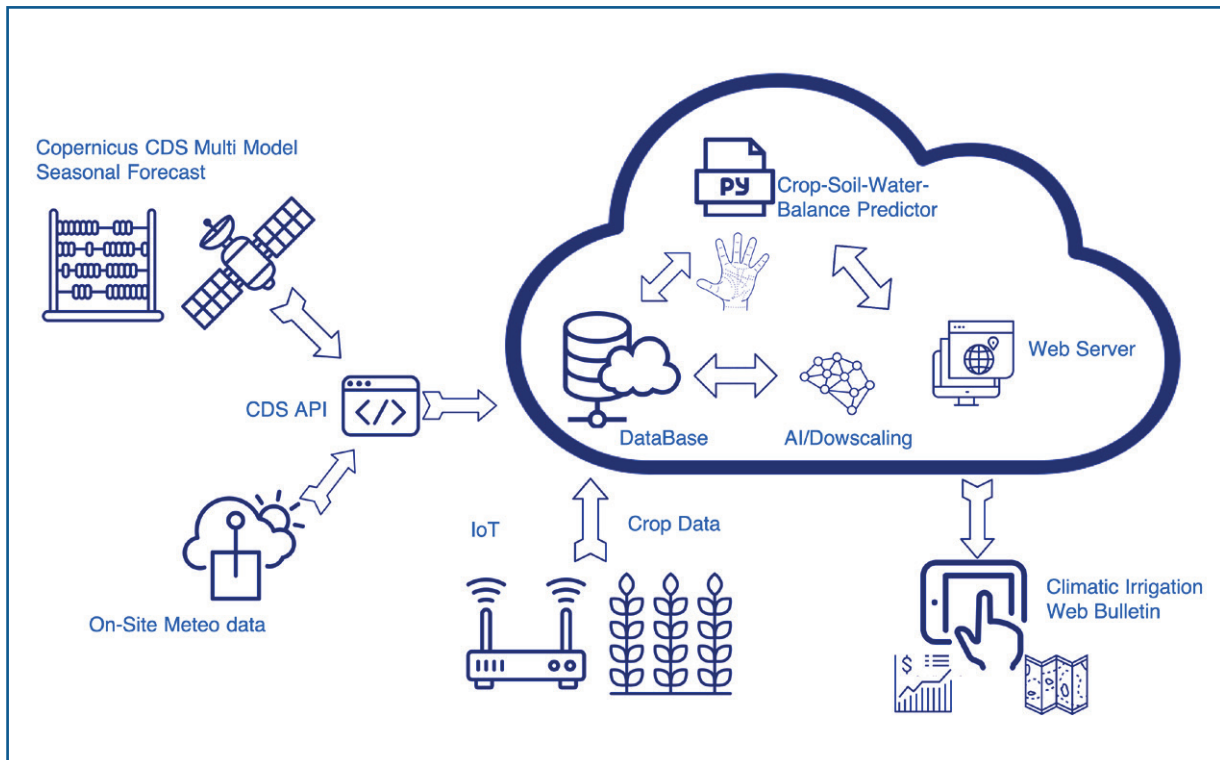 Copernicus CDS Multi Model
Seasonal Forecast
PY
Crop-Soil-Water-
Balance Predictor
Web Server
CDS API
</>
DataBase
AI/Dowscaling
IoT
Crop Data
On-Site Meteo data
Climatic Irrigation
Web Bulletin
$